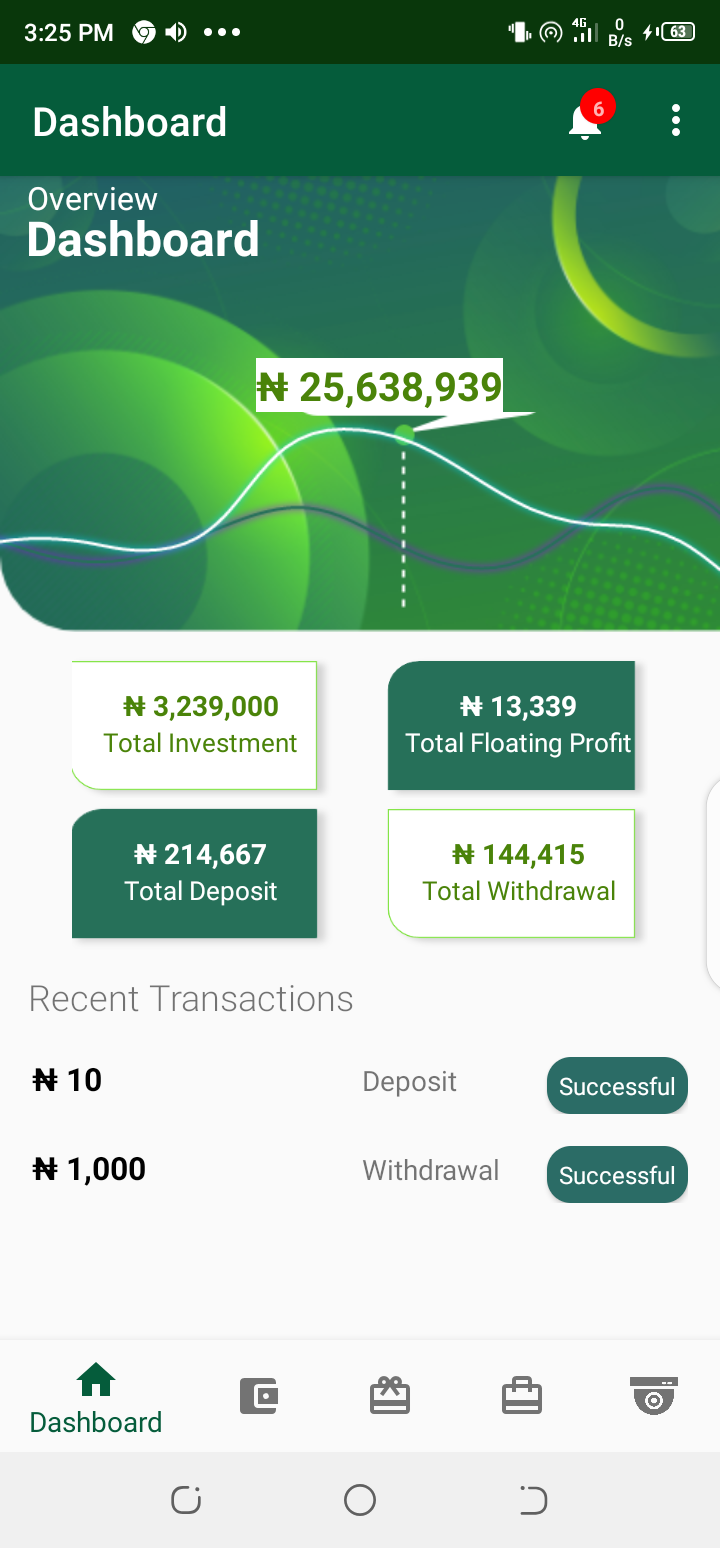 3:25 PM
4G
0
B/s
63
Dashboard
6
Overview
Dashboard
₦ 25,638,939
₦ 3,239,000
Total Investment
₦ 13,339
Total Floating Profit
₦ 214,667
Total Deposit
₦ 144,415
Total Withdrawal
Recent Transactions
₦ 10 Deposit Successful
₦ 1,000 Withdrawal Successful
Dashboard